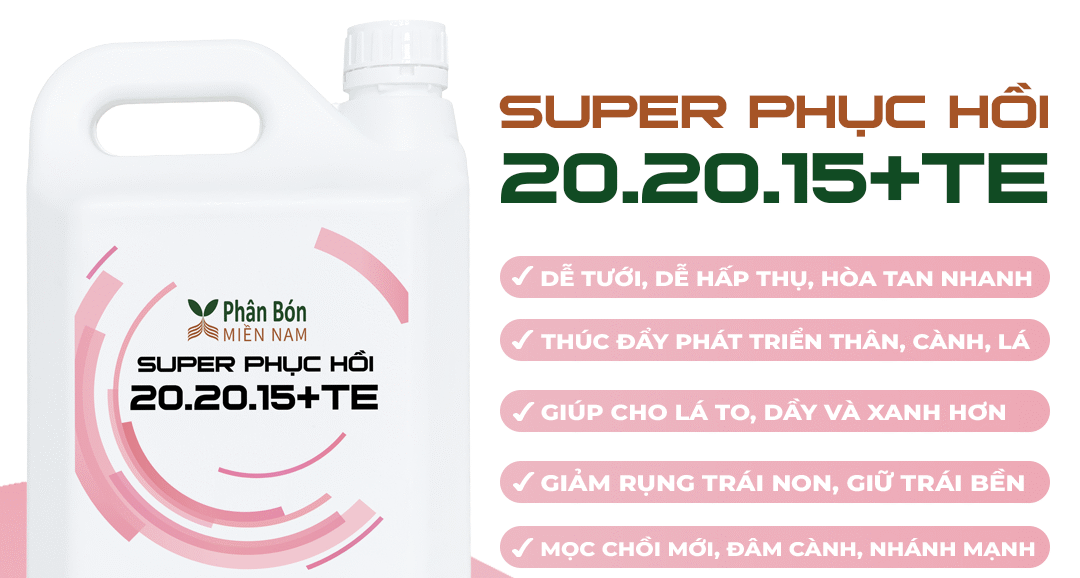 Phân Bón
MIỀN NAM
SUPER PHỤC HỒI
20.20.15+TE
SUPER PHỤC HỒI
20.20.15+TE
✓ DỄ TƯỚI, DỄ HẤP THỤ, HÒA TAN NHANH
✓ THÚC ĐẨY PHÁT TRIỂN THÂN, CÀNH, LÁ
✓ GIÚP CHO LÁ TO, DẦY VÀ XANH HƠN
✓ GIẢM RỤNG TRÁI NON, GIỮ TRÁI BỀN
✓ MỌC CHỒI MỚI, ĐÂM CÀNH, NHÁNH MẠNH